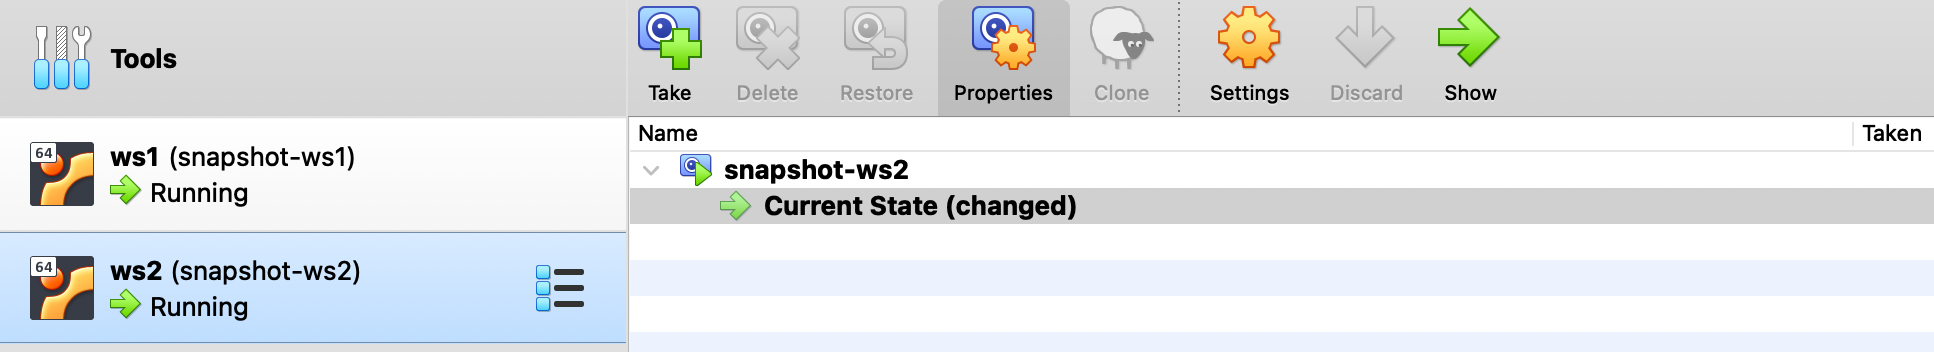 Tools
64
ws1 (snapshot-ws1)
Running
64
ws2 (snapshot-ws2)
Running
Take Delete Restore Properties Clone Settings Discard Show
Name Taken
snapshot-ws2
Current State (changed)